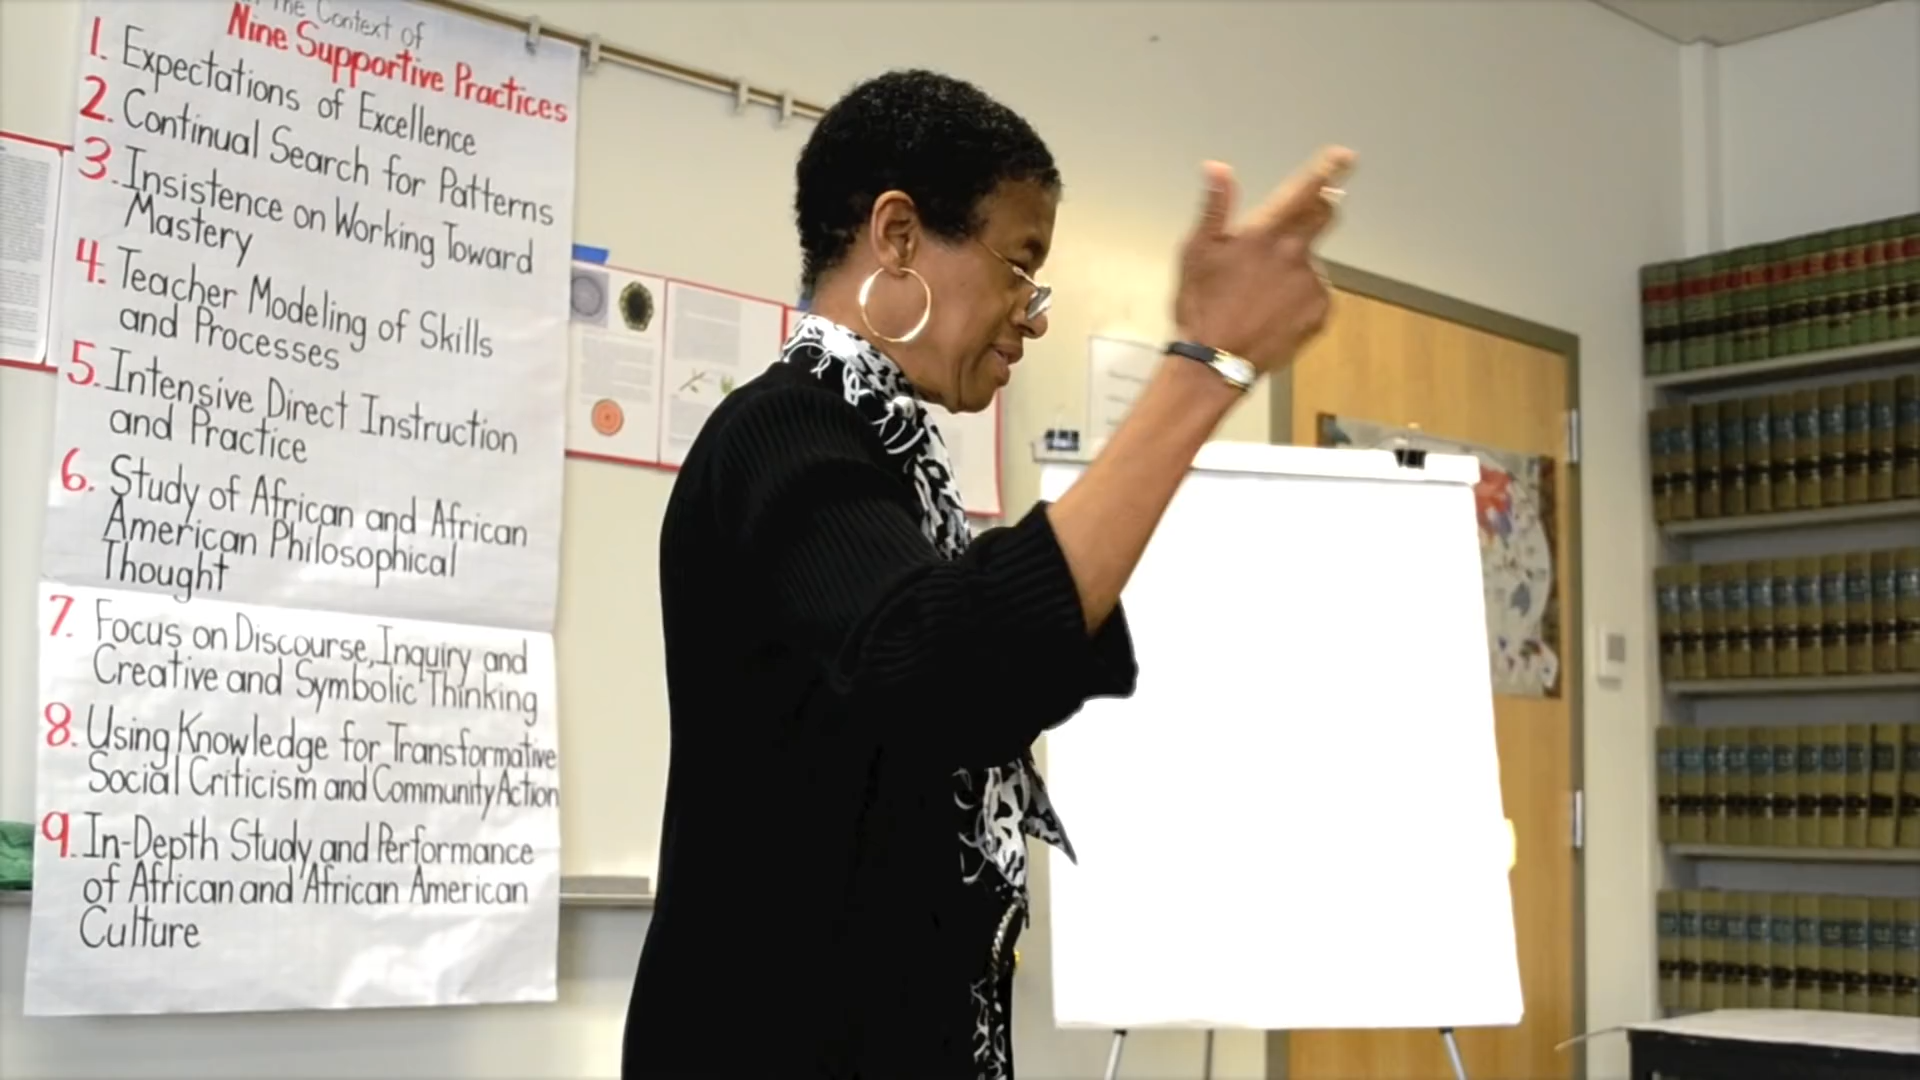 the Context of
Nine Supportive Practices
1. Expectations of Excellence
2. Continual Search for Patterns
3. Insistence on Working Toward
Mastery
4. Teacher Modeling of Skills
and Processes
5. Intensive Direct Instruction
and Practice
6. Study of African and African
American Philosophical
Thought
7. Focus on Discourse, Inquiry and
Creative and Symbolic Thinking
8. Using Knowledge for Transformative
Social Criticism and Community Action
9. In-Depth Study and Performance
of African and African American
Culture